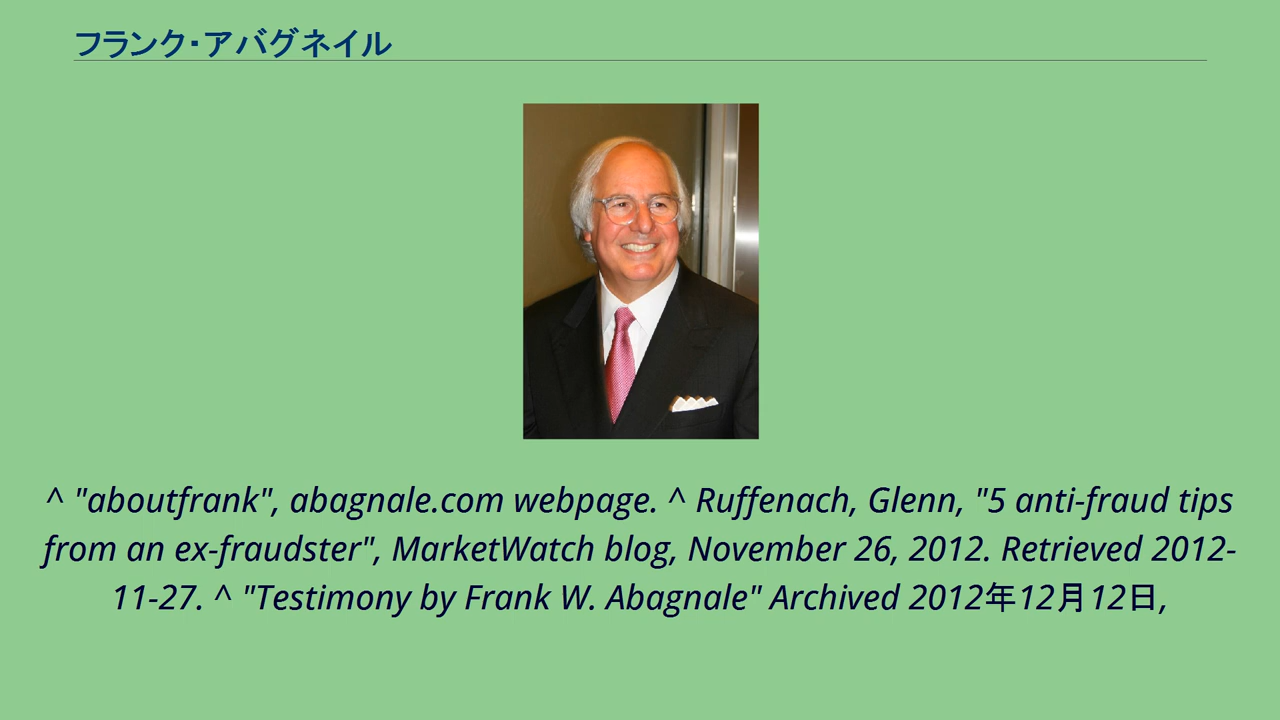 フランク・アバグネイル
^ "aboutfrank", abagnale.com webpage. ^ Ruffenach, Glenn, "5 anti-fraud tips
from an ex-fraudster", MarketWatch blog, November 26, 2012. Retrieved 2012-
11-27. ^ "Testimony by Frank W. Abagnale" Archived 2012年12月12日,